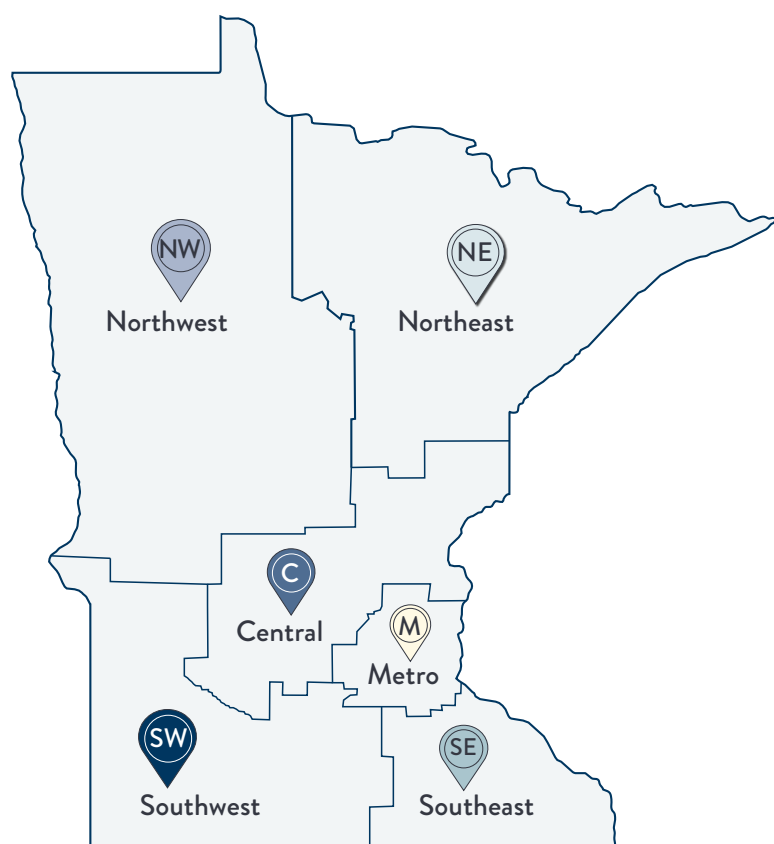 NW
Northwest
NE
Northeast
C
Central
M
Metro
SW
Southwest
SE
Southeast